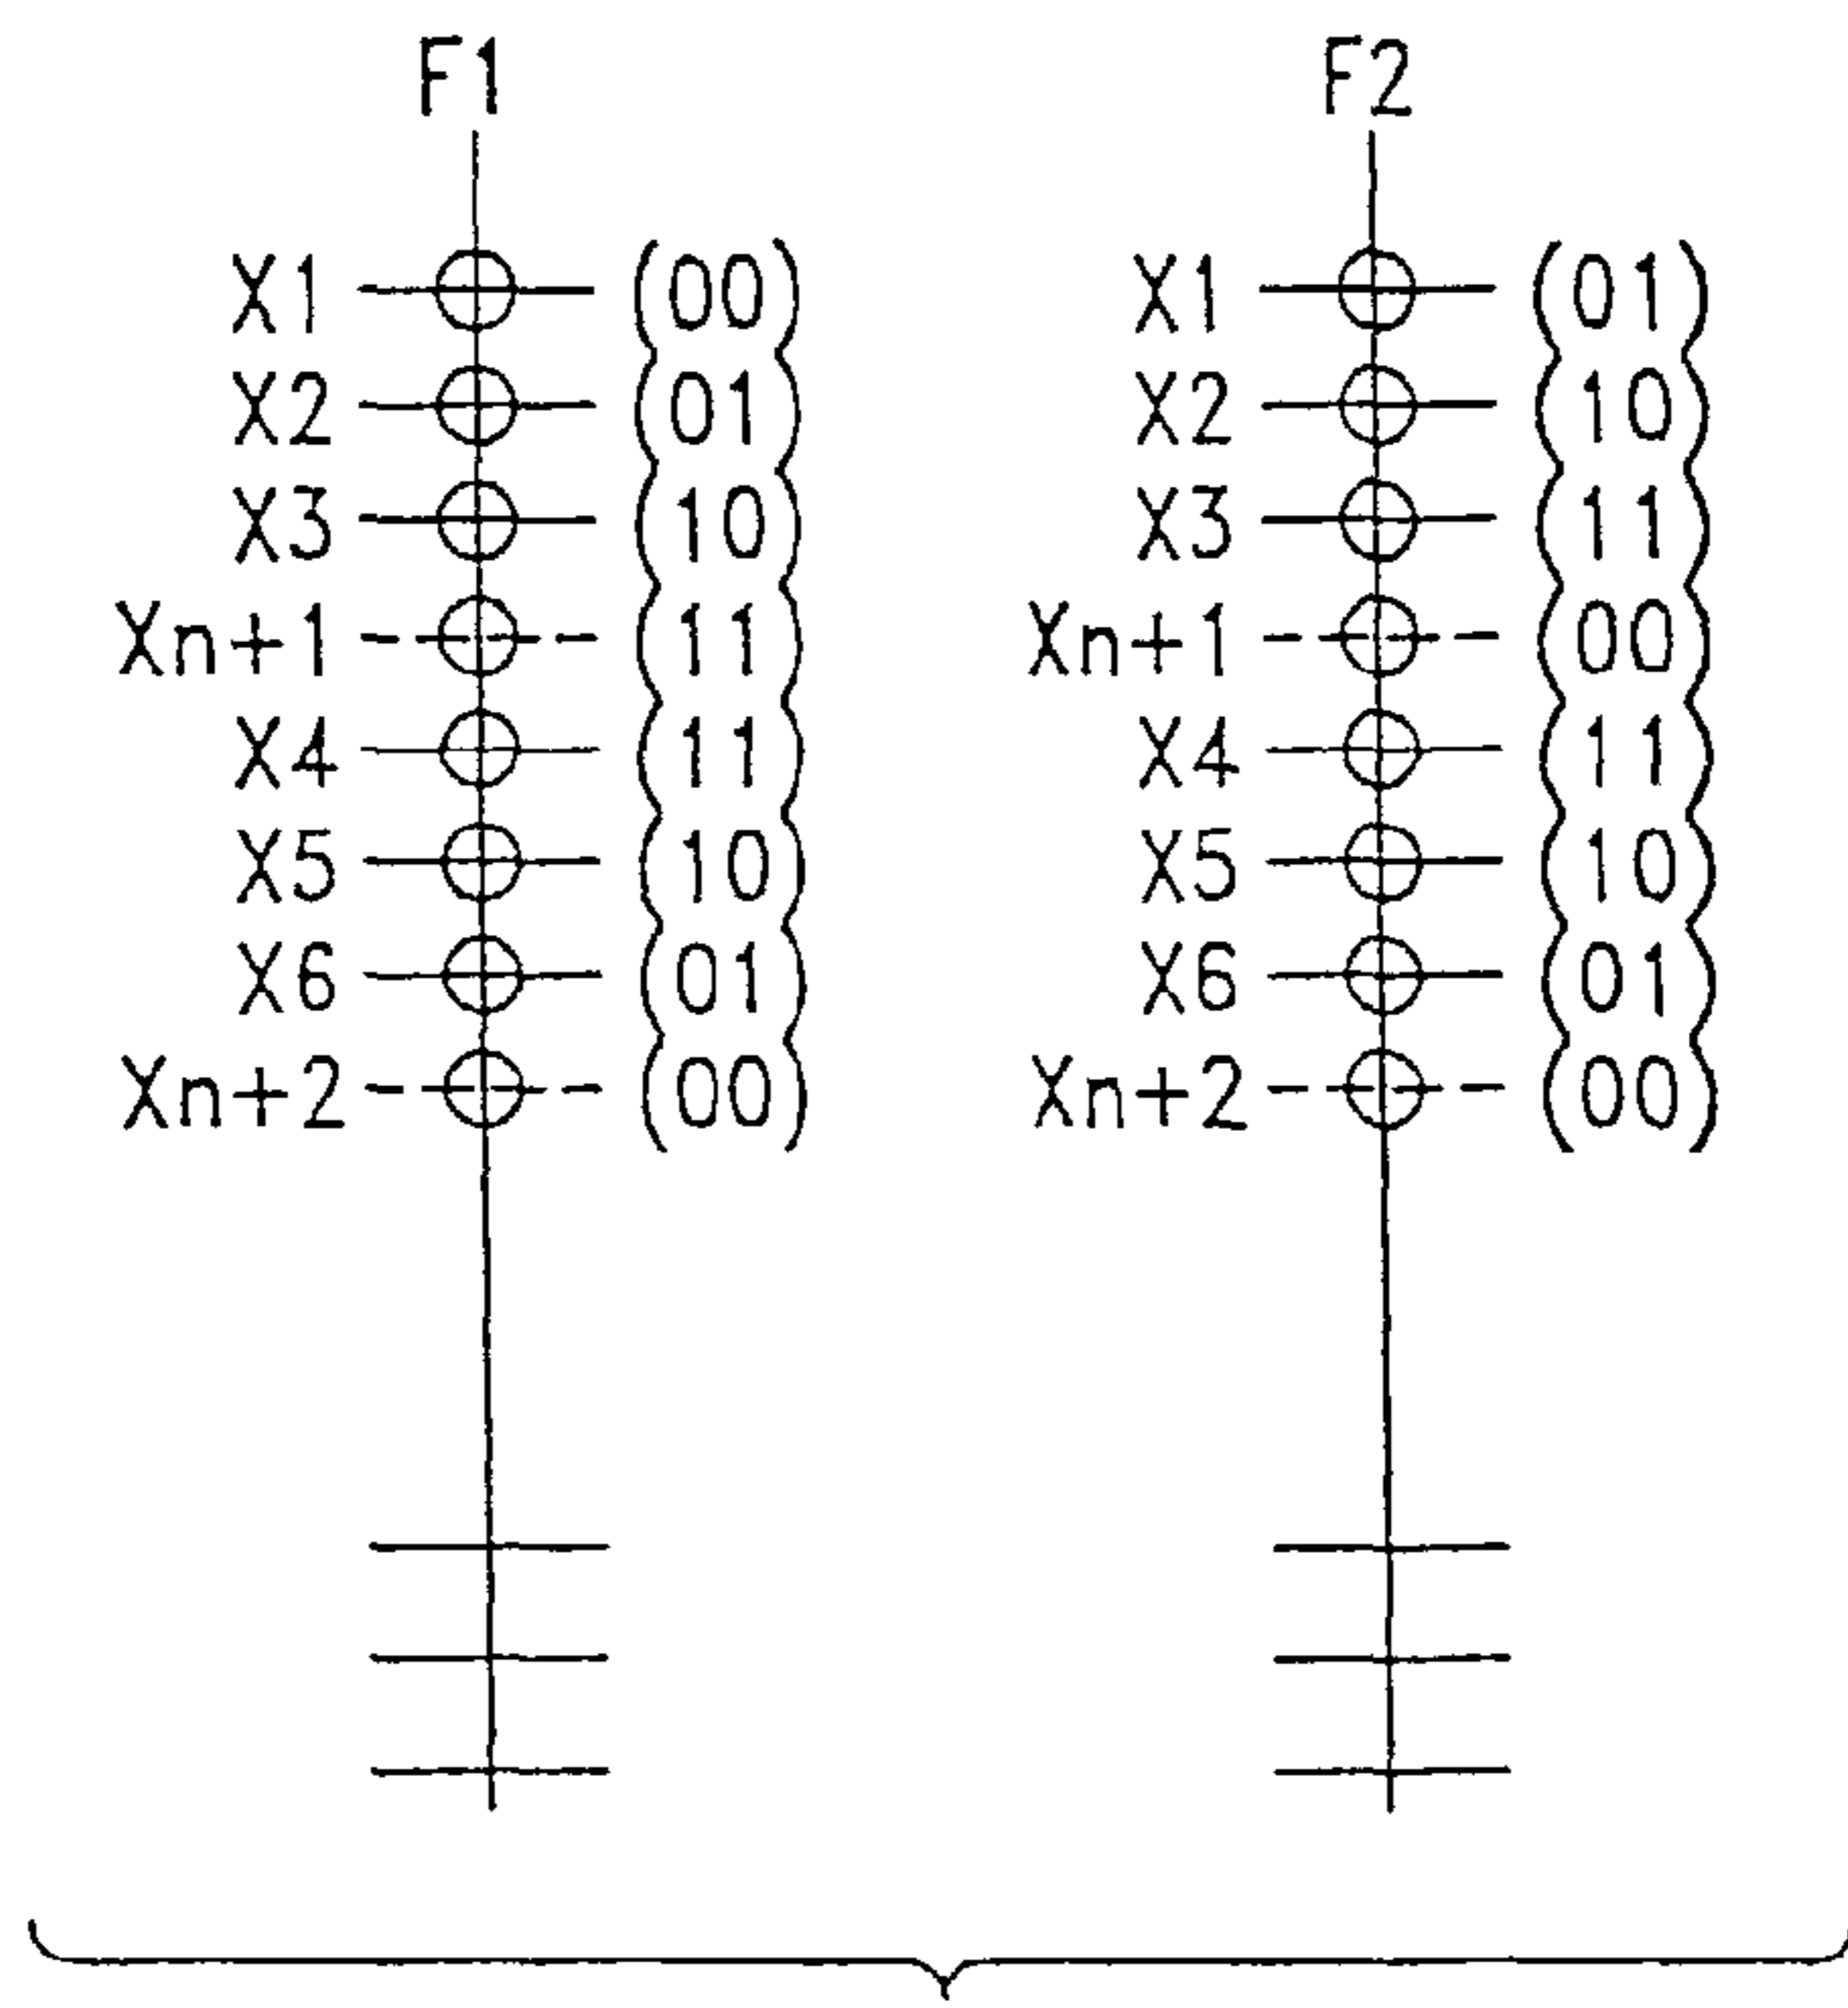 F1 F2
X1 (00) X1 (01)
X2 (01) X2 (10)
X3 (10) X3 (11)
Xn+1 (11) Xn+1 (00)
X4 (11) X4 (11)
X5 (10) X5 (10)
X6 (01) X6 (01)
Xn+2 (00) Xn+2 (00)